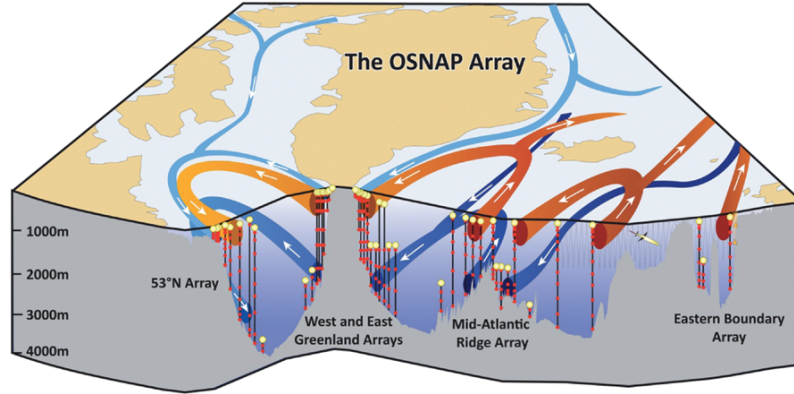 The OSNAP Array
1000m
2000m
3000m
4000m
53°N Array
West and East
Greenland Arrays
Mid-Atlantic
Ridge Array
Eastern Boundary
Array